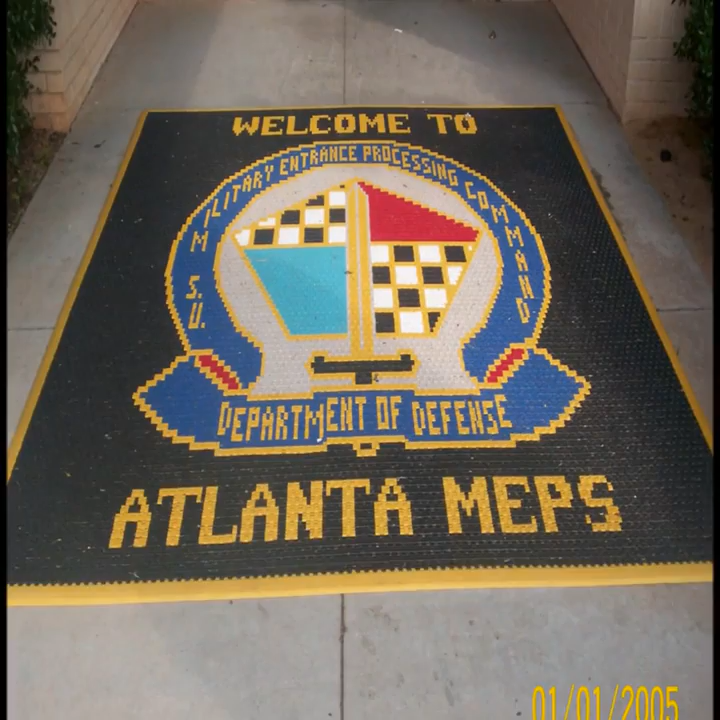 WELCOME TO
U.S. MILITARY ENTRANCE PROCESSING COMMAND
DEPARTMENT OF DEFENSE
ATLANTA MEPS
01/01/2005